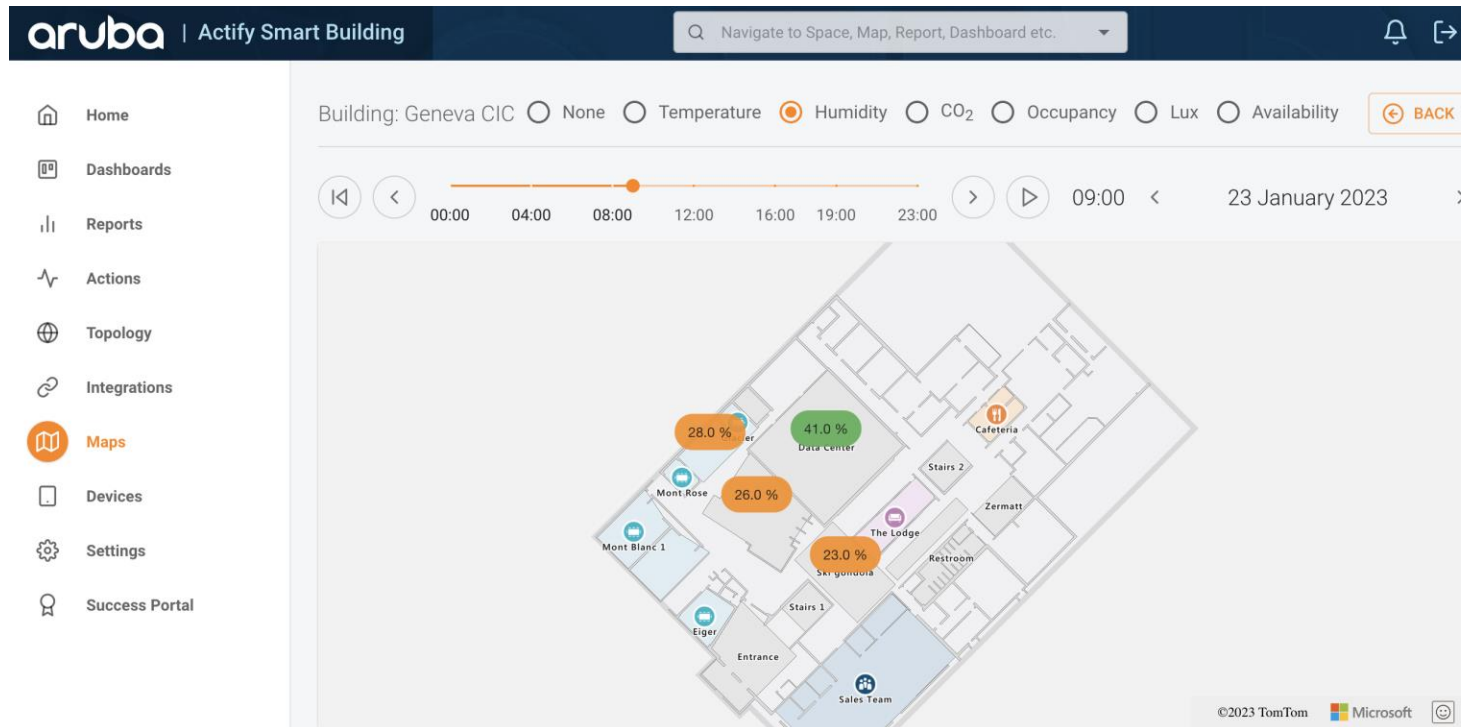 aruba | Actify Smart Building
Navigate to Space, Map, Report, Dashboard etc.
Home
Dashboards
Reports
Actions
Topology
Integrations
Maps
Devices
Settings
Success Portal
Building: Geneva CIC None Temperature Humidity CO₂ Occupancy Lux Availability BACK
00:00 04:00 08:00 12:00 16:00 19:00 23:00
09:00 23 January 2023
28.0 %
41.0 %
Data Center
Cafeteria
Stairs 2
Mont Rose
26.0 %
Zermatt
The Lodge
Mont Blanc 1
23.0 %
Ski gondola
Restroom
Stairs 1
Eiger
Entrance
Sales Team
©2023 TomTom Microsoft